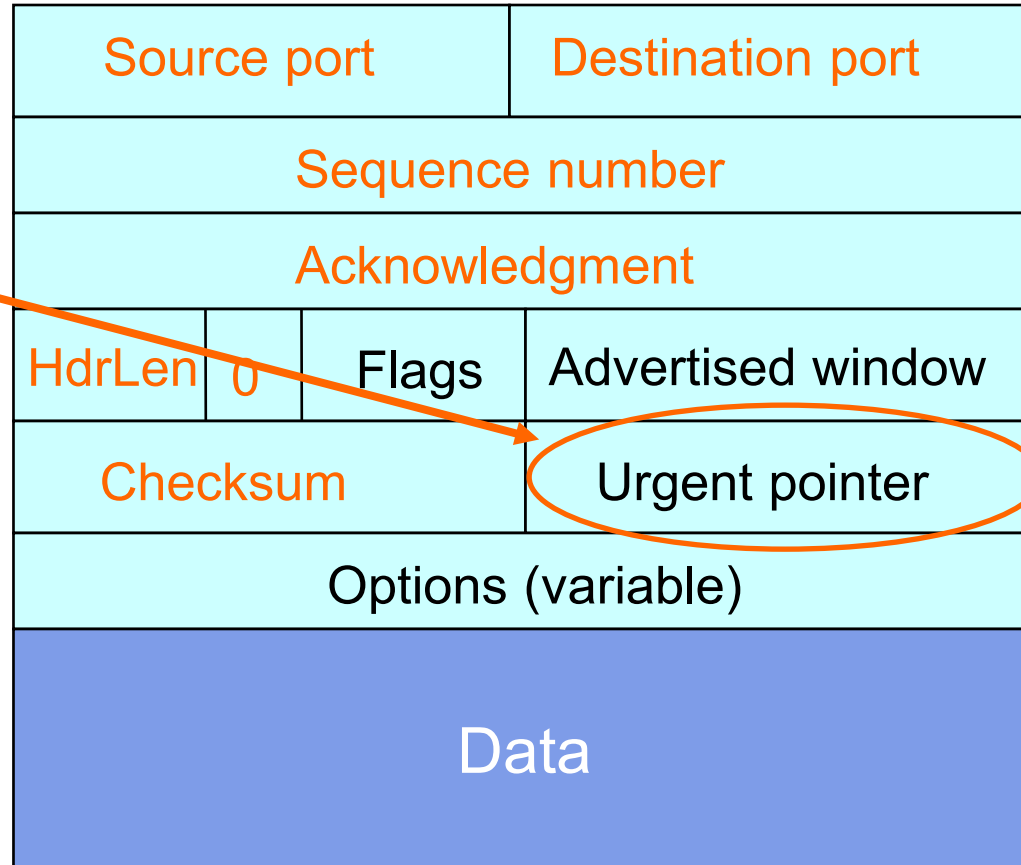 Source port Destination port
Sequence number
Acknowledgment
HdrLen 0 Flags Advertised window
Checksum Urgent pointer
Options (variable)
Data